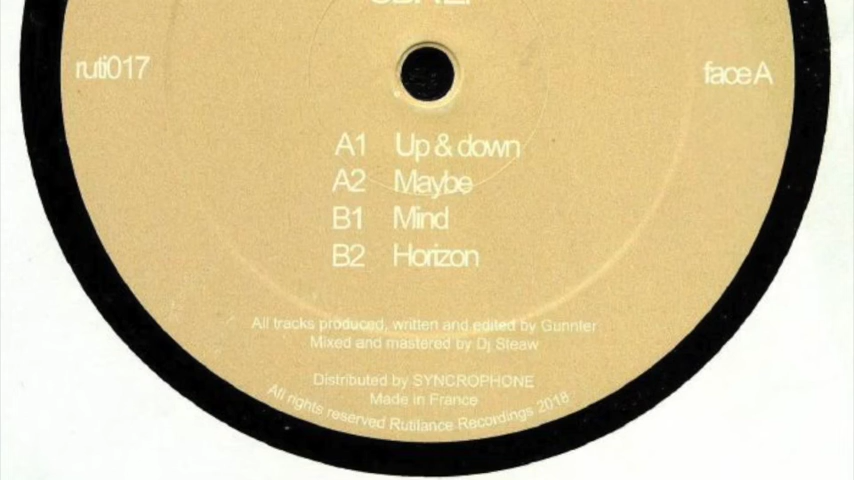 ruti017
face A
A1 Up & down
A2 Maybe
B1 Mind
B2 Horizon
All tracks produced, written and edited by Gunnter
Mixed and mastered by Dj Steaw
Distributed by SYNCROPHONE
Made in France
All rights reserved Rutilance Recordings 2018